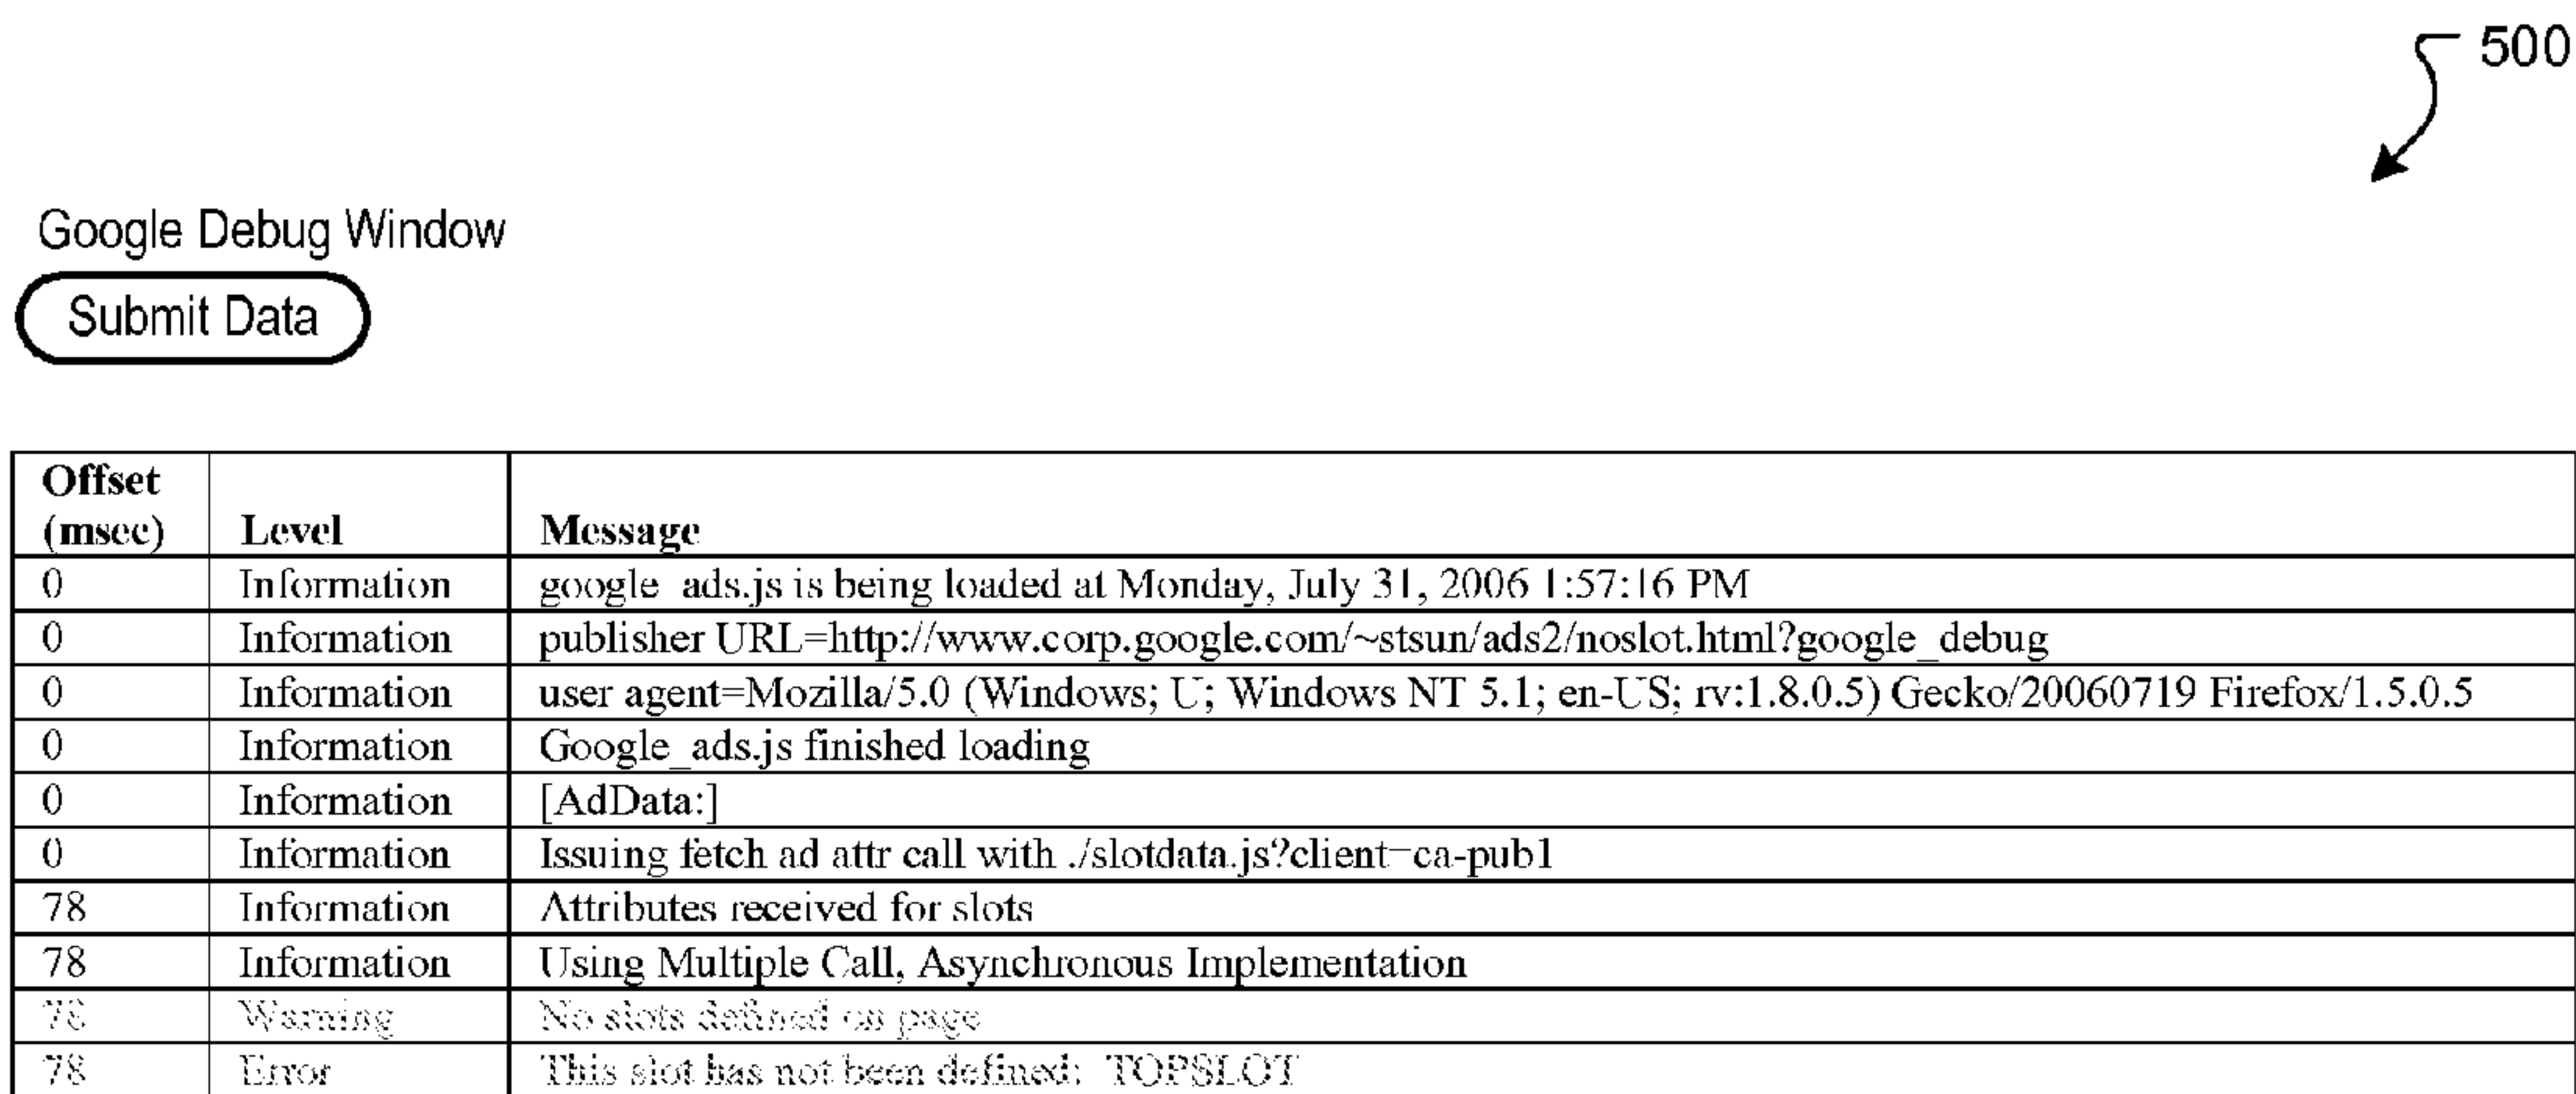 500
Google Debug Window
Submit Data
Offset
(msec) Level Message
0 Information google_ads.js is being loaded at Monday, July 31, 2006 1:57:16 PM
0 Information publisher URL=http://www.corp.google.com/~stsun/ads2/noslot.html?google_debug
0 Information user agent=Mozilla/5.0 (Windows; U; Windows NT 5.1; en-US; rv:1.8.0.5) Gecko/20060719 Firefox/1.5.0.5
0 Information Google_ads.js finished loading
0 Information [AdData:]
0 Information Issuing fetch ad attr call with ./slotdata.js?client=ca-pub1
78 Information Attributes received for slots
78 Information Using Multiple Call, Asynchronous Implementation
78 Warning No slots defined on page
78 Error This slot has not been defined: TOPSLOT